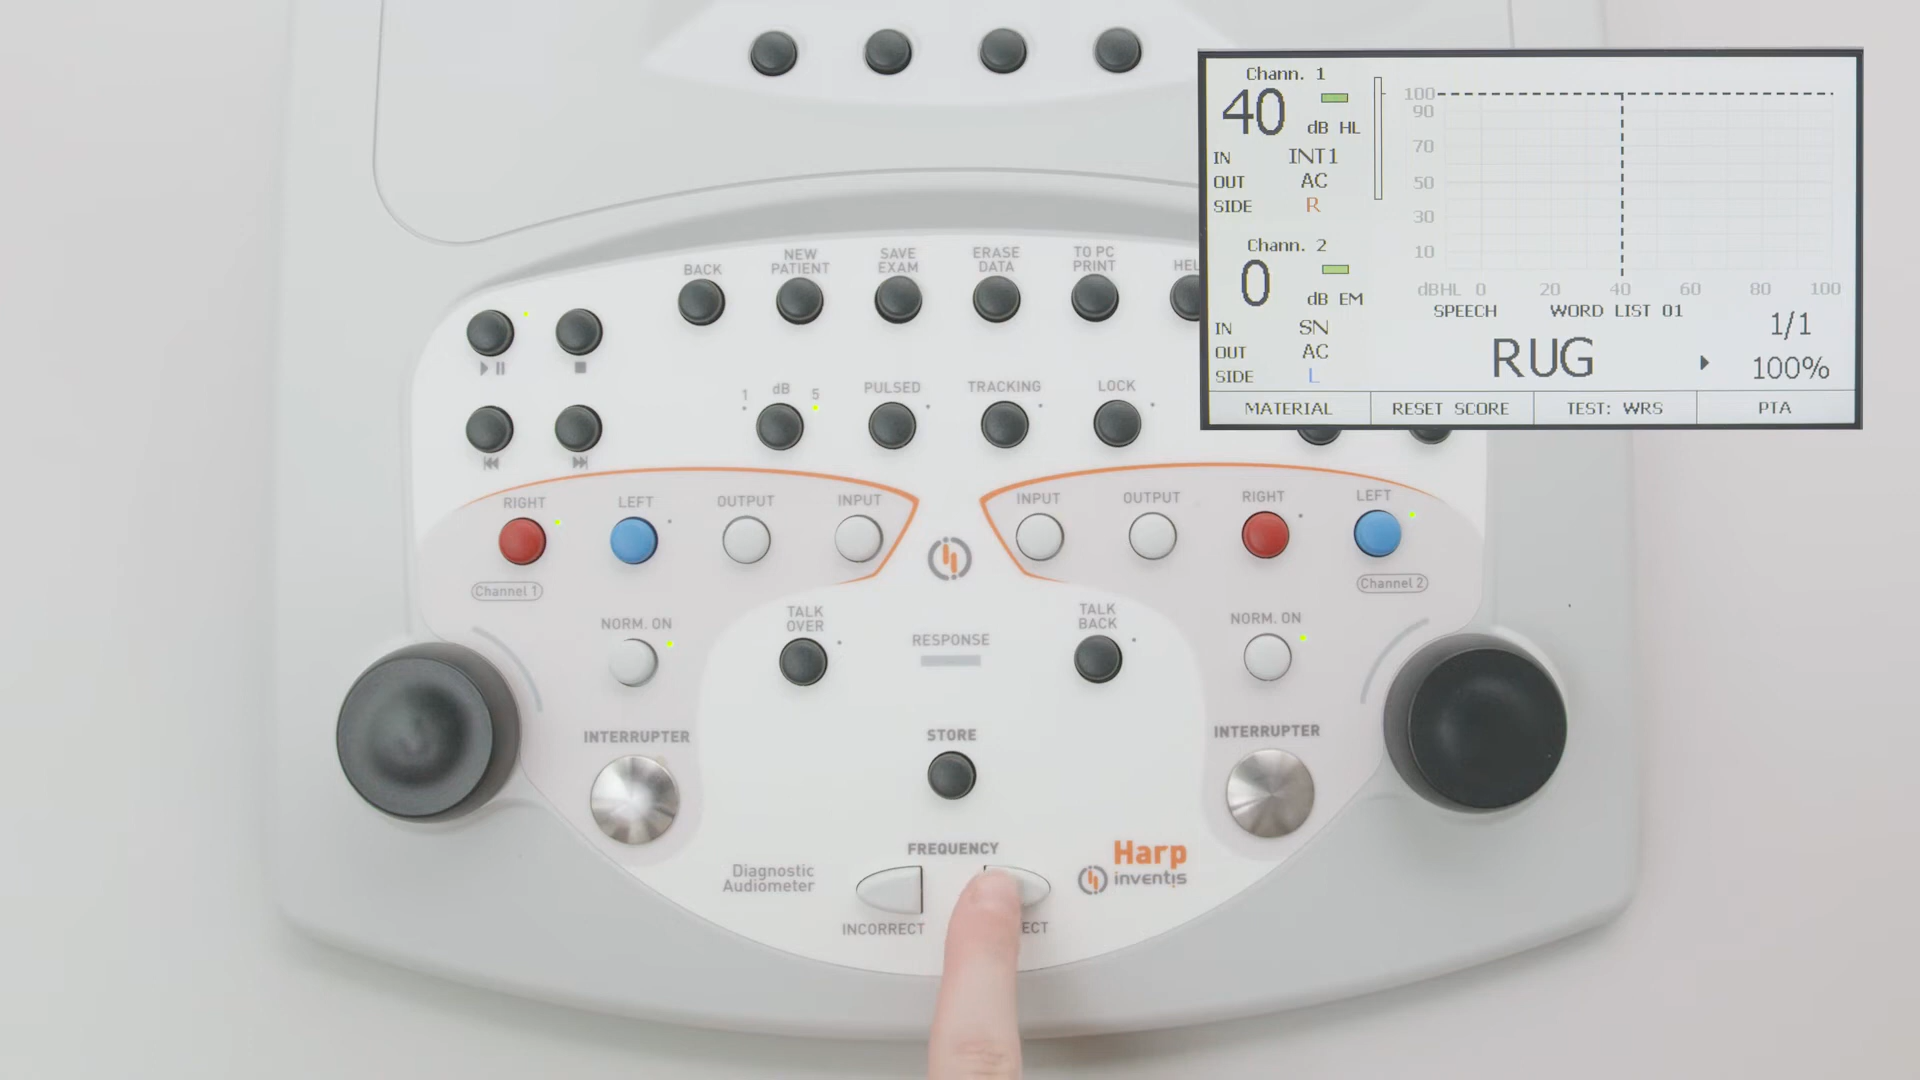 Chann. 1
40
dB HL
IN INT1
OUT AC
SIDE R
Chann. 2
0
dB EM
IN SN
OUT AC
SIDE L
100
90
70
50
30
10
dBHL 0 20 40 60 80 100
SPEECH WORD LIST 01
1/1
RUG
100%
MATERIAL RESET SCORE TEST: WRS PTA
BACK
NEW
PATIENT
SAVE
EXAM
ERASE
DATA
TO PC
PRINT
1 dB 5
PULSED
TRACKING
LOCK
RIGHT
LEFT
OUTPUT
INPUT
INPUT
OUTPUT
RIGHT
LEFT
Channel 1
Channel 2
NORM. ON
TALK
OVER
RESPONSE
TALK
BACK
NORM. ON
INTERRUPTER
STORE
INTERRUPTER
FREQUENCY
Diagnostic
Audiometer
Harp
inventis
INCORRECT